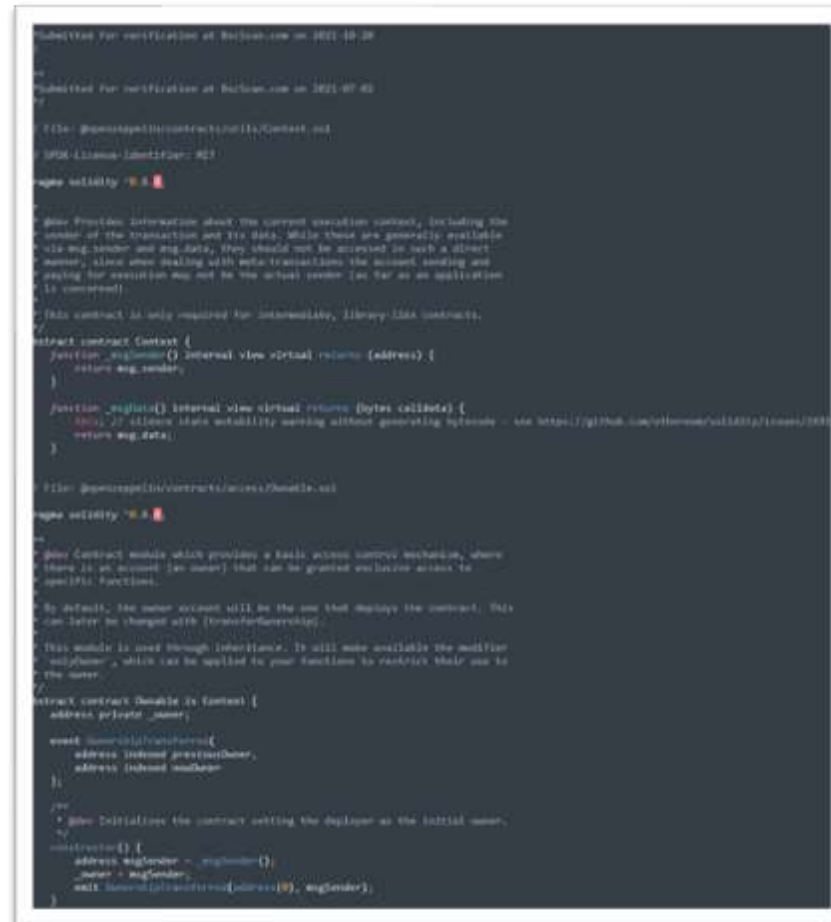 *Submitted for verification at BscScan.com on 2021-10-20
/
**
*Submitted for verification at BscScan.com on 2021-07-02
*/
/ File: @openzeppelin/contracts/utils/Context.sol
/ SPDX-License-Identifier: MIT
ragma solidity ^0.8.0;
*
* @dev Provides information about the current execution context, including the
* sender of the transaction and its data. While these are generally available
* via msg.sender and msg.data, they should not be accessed in such a direct
* manner, since when dealing with meta-transactions the account sending and
* paying for execution may not be the actual sender (as far as an application
* is concerned).
*
* This contract is only required for intermediate, library-like contracts.
*/
bstract contract Context {
function _msgSender() internal view virtual returns (address) {
return msg.sender;
}
function _msgData() internal view virtual returns (bytes calldata) {
this; // silence state mutability warning without generating bytecode - see https://github.com/ethereum/solidity/issues/
return msg.data;
}
/ File: @openzeppelin/contracts/access/Ownable.sol
ragma solidity ^0.8.0;
**
* @dev Contract module which provides a basic access control mechanism, where
* there is an account (an owner) that can be granted exclusive access to
* specific functions.
*
* By default, the owner account will be the one that deploys the contract. This
* can later be changed with {transferOwnership}.
*
* This module is used through inheritance. It will make available the modifier
* `onlyOwner`, which can be applied to your functions to restrict their use to
* the owner.
*/
bstract contract Ownable is Context {
address private _owner;
event OwnershipTransferred(
address indexed previousOwner,
address indexed newOwner
);
/**
* @dev Initializes the contract setting the deployer as the initial owner.
*/
constructor() {
address msgSender = _msgSender();
_owner = msgSender;
emit OwnershipTransferred(address(0), msgSender);
}